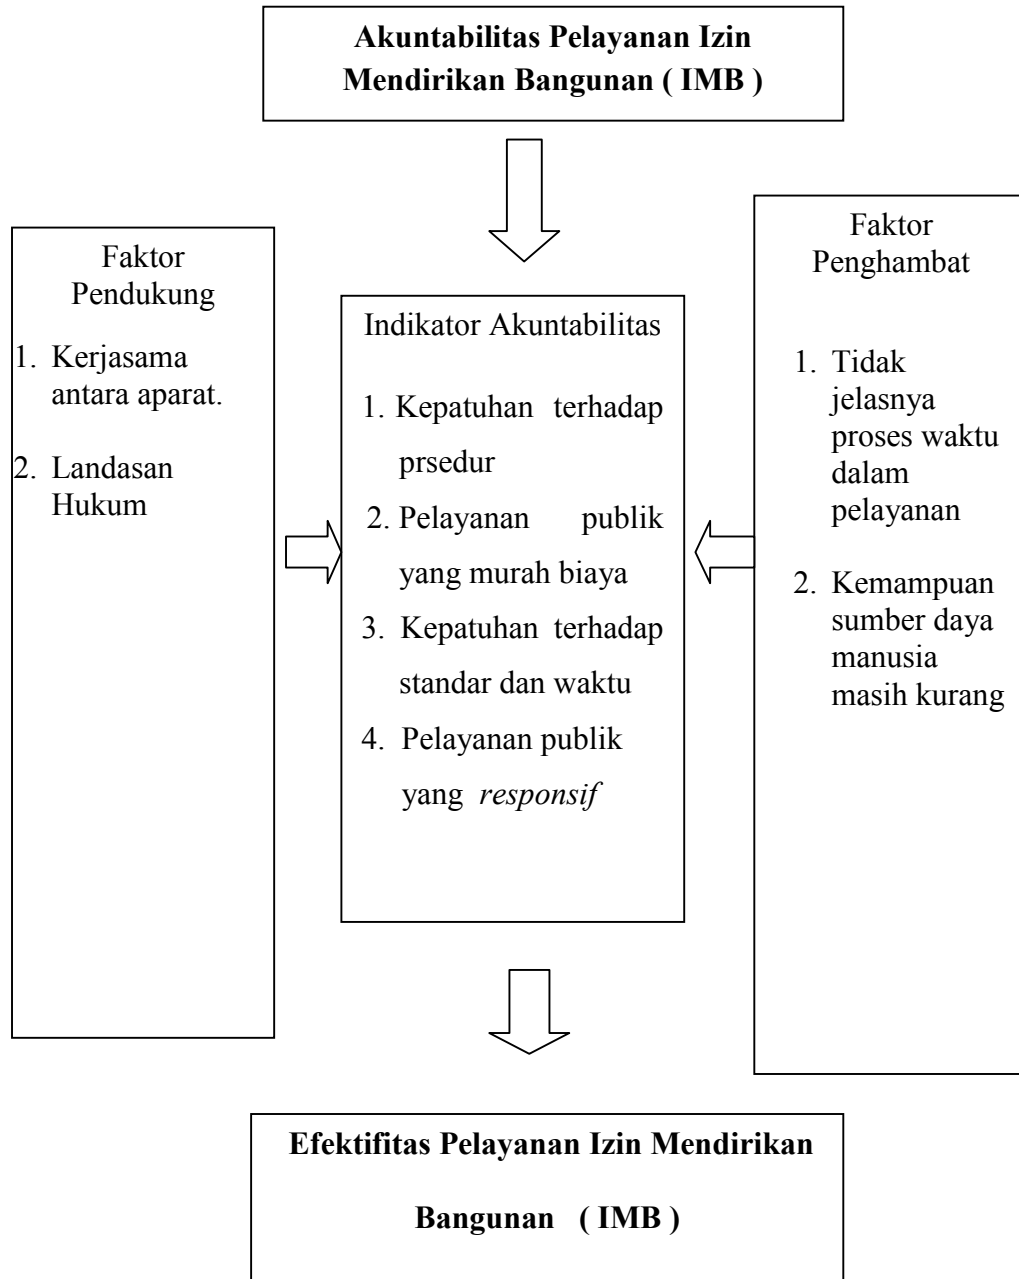 Akuntabilitas Pelayanan Izin
Mendirikan Bangunan ( IMB )
Faktor
Pendukung
1. Kerjasama
antara aparat.
2. Landasan
Hukum
Indikator Akuntabilitas
1. Kepatuhan terhadap
prsedur
2. Pelayanan publik
yang murah biaya
3. Kepatuhan terhadap
standar dan waktu
4. Pelayanan publik
yang responsif
Faktor
Penghambat
1. Tidak
jelasnya
proses waktu
dalam
pelayanan
2. Kemampuan
sumber daya
manusia
masih kurang
Efektifitas Pelayanan Izin Mendirikan
Bangunan ( IMB )